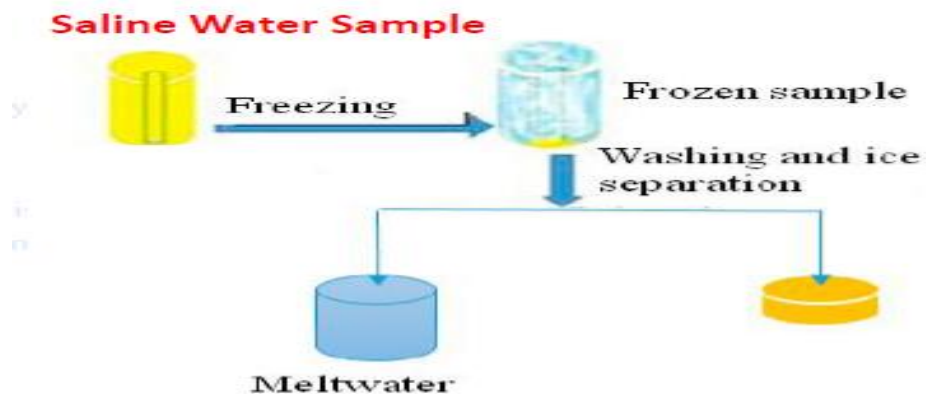 Saline Water Sample
Freezing
Frozen sample
Washing and ice
separation
Meltwater